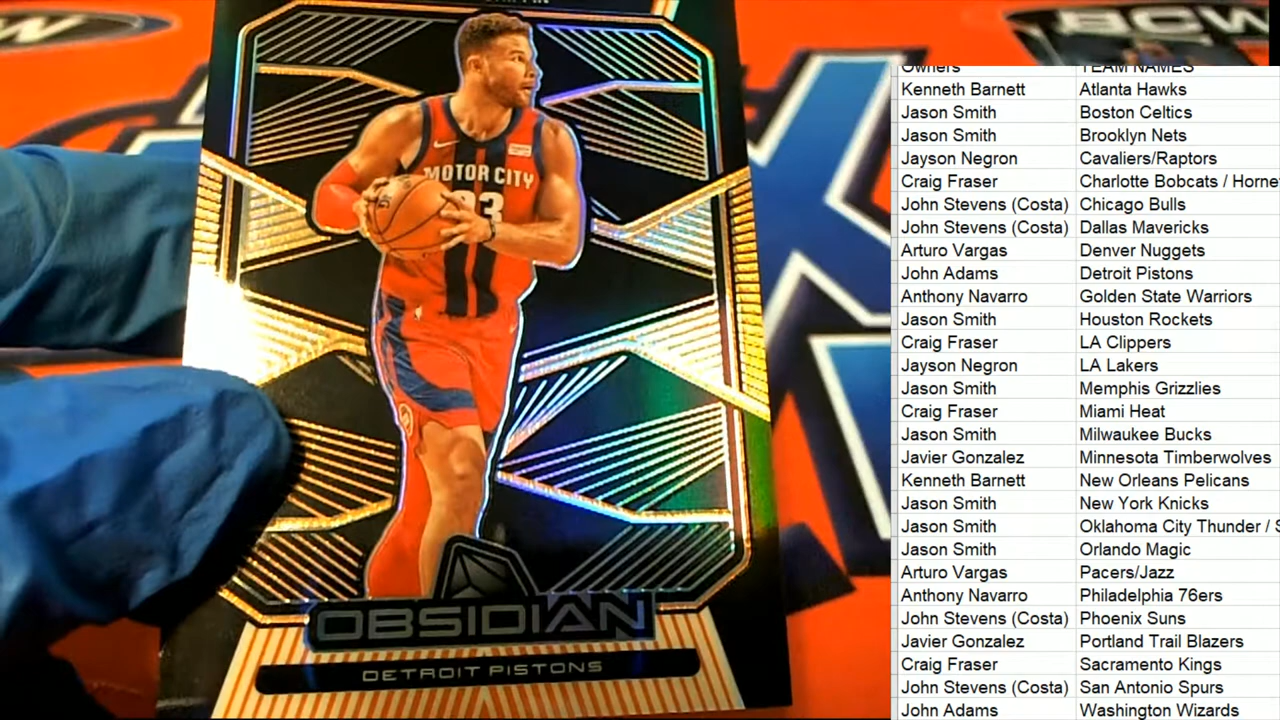 BCW
MOTOR CITY
23
OBSIDIAN
DETROIT PISTONS
Owners TEAM NAMES
Kenneth Barnett Atlanta Hawks
Jason Smith Boston Celtics
Jason Smith Brooklyn Nets
Jayson Negron Cavaliers/Raptors
Craig Fraser Charlotte Bobcats / Horne
John Stevens (Costa) Chicago Bulls
John Stevens (Costa) Dallas Mavericks
Arturo Vargas Denver Nuggets
John Adams Detroit Pistons
Anthony Navarro Golden State Warriors
Jason Smith Houston Rockets
Craig Fraser LA Clippers
Jayson Negron LA Lakers
Jason Smith Memphis Grizzlies
Craig Fraser Miami Heat
Jason Smith Milwaukee Bucks
Javier Gonzalez Minnesota Timberwolves
Kenneth Barnett New Orleans Pelicans
Jason Smith New York Knicks
Jason Smith Oklahoma City Thunder / S
Jason Smith Orlando Magic
Arturo Vargas Pacers/Jazz
Anthony Navarro Philadelphia 76ers
John Stevens (Costa) Phoenix Suns
Javier Gonzalez Portland Trail Blazers
Craig Fraser Sacramento Kings
John Stevens (Costa) San Antonio Spurs
John Adams Washington Wizards